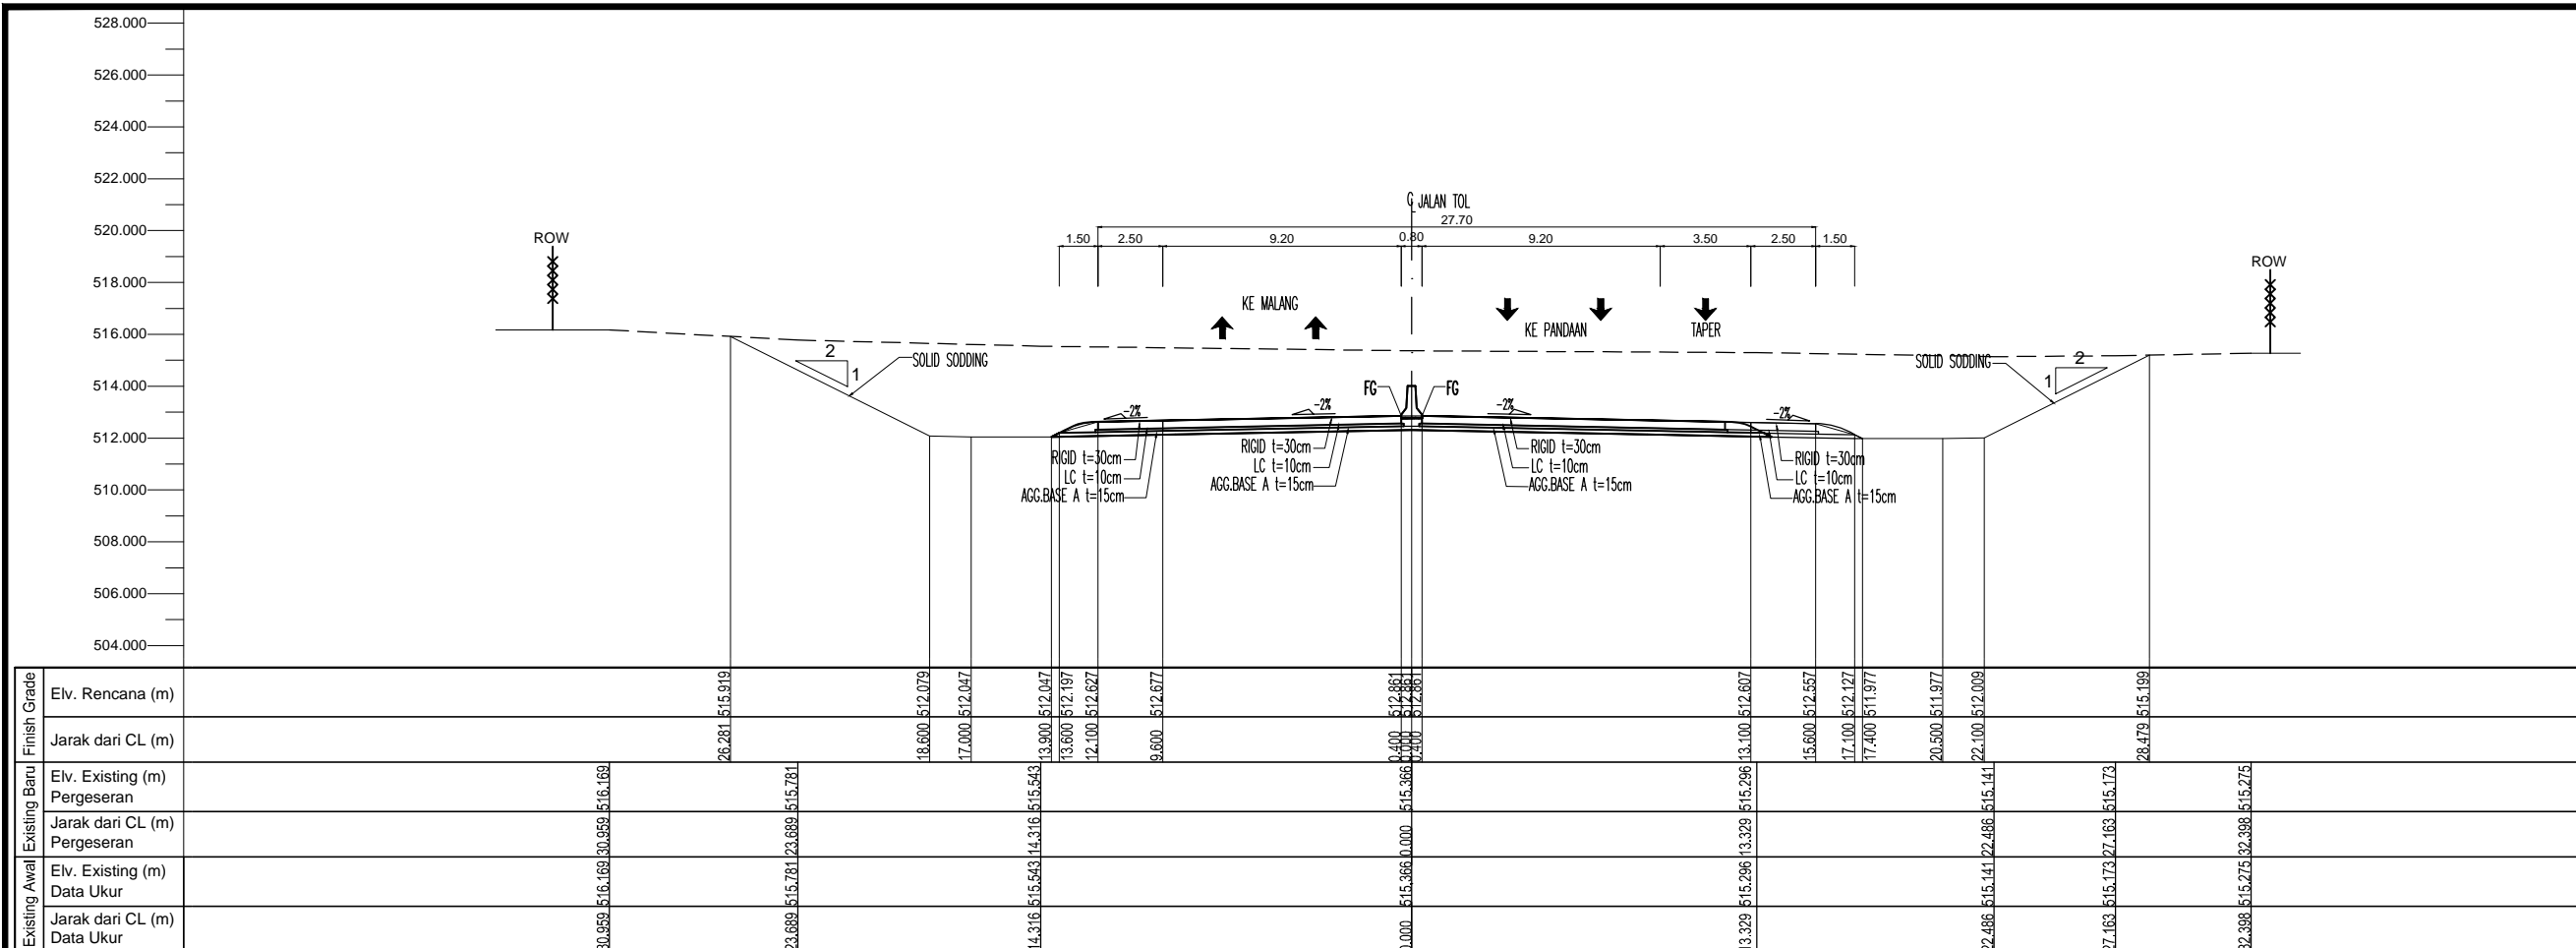 528.000
526.000
524.000
522.000
520.000
518.000
516.000
514.000
512.000
510.000
508.000
506.000
504.000
JALAN TOL
27.70
1.50 2.50 9.20 0.80 9.20 3.50 2.50 1.50
ROW
ROW
KE MALANG
KE PANDAAN
TAPER
2
1
SOLID SODDING
SOLID SODDING
2
1
FG
FG
-2%
-2%
-2%
-2%
RIGID t=30cm
LC t=10cm
AGG.BASE A t=15cm
RIGID t=30cm
LC t=10cm
AGG.BASE A t=15cm
RIGID t=30cm
LC t=10cm
AGG.BASE A t=15cm
RIGID t=30cm
LC t=10cm
AGG.BASE A t=15cm
Finish Grade
Elv. Rencana (m)
515.919 512.079 512.047 512.047 512.197 512.627 512.677 512.861 512.861 512.861 512.607 512.557 512.127 511.977 511.977 512.009 515.199
Jarak dari CL (m)
26.281 18.600 17.000 13.900 13.600 12.100 9.600 0.400 0.000 0.400 13.100 15.600 17.100 17.400 20.500 22.100 28.479
Existing Baru
Elv. Existing (m)
Pergeseran
516.169 515.781 515.543 515.366 515.296 515.141 515.173 515.275
Jarak dari CL (m)
Pergeseran
30.959 23.689 14.316 0.000 13.329 22.486 27.163 32.398
Existing Awal
Elv. Existing (m)
Data Ukur
516.169 515.781 515.543 515.366 515.296 515.141 515.173 515.275
Jarak dari CL (m)
Data Ukur
30.959 23.689 14.316 0.000 13.329 22.486 27.163 32.398